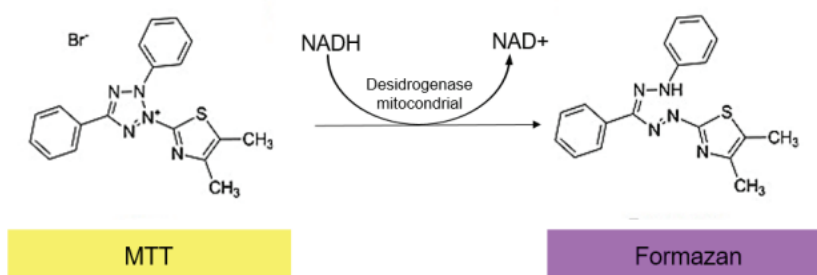 Br-
NADH
NAD+
Desidrogenase
mitocondrial
N
N
N
N+
S
N
CH3
CH3
N
NH
N
N
S
N
CH3
CH3
MTT
Formazan